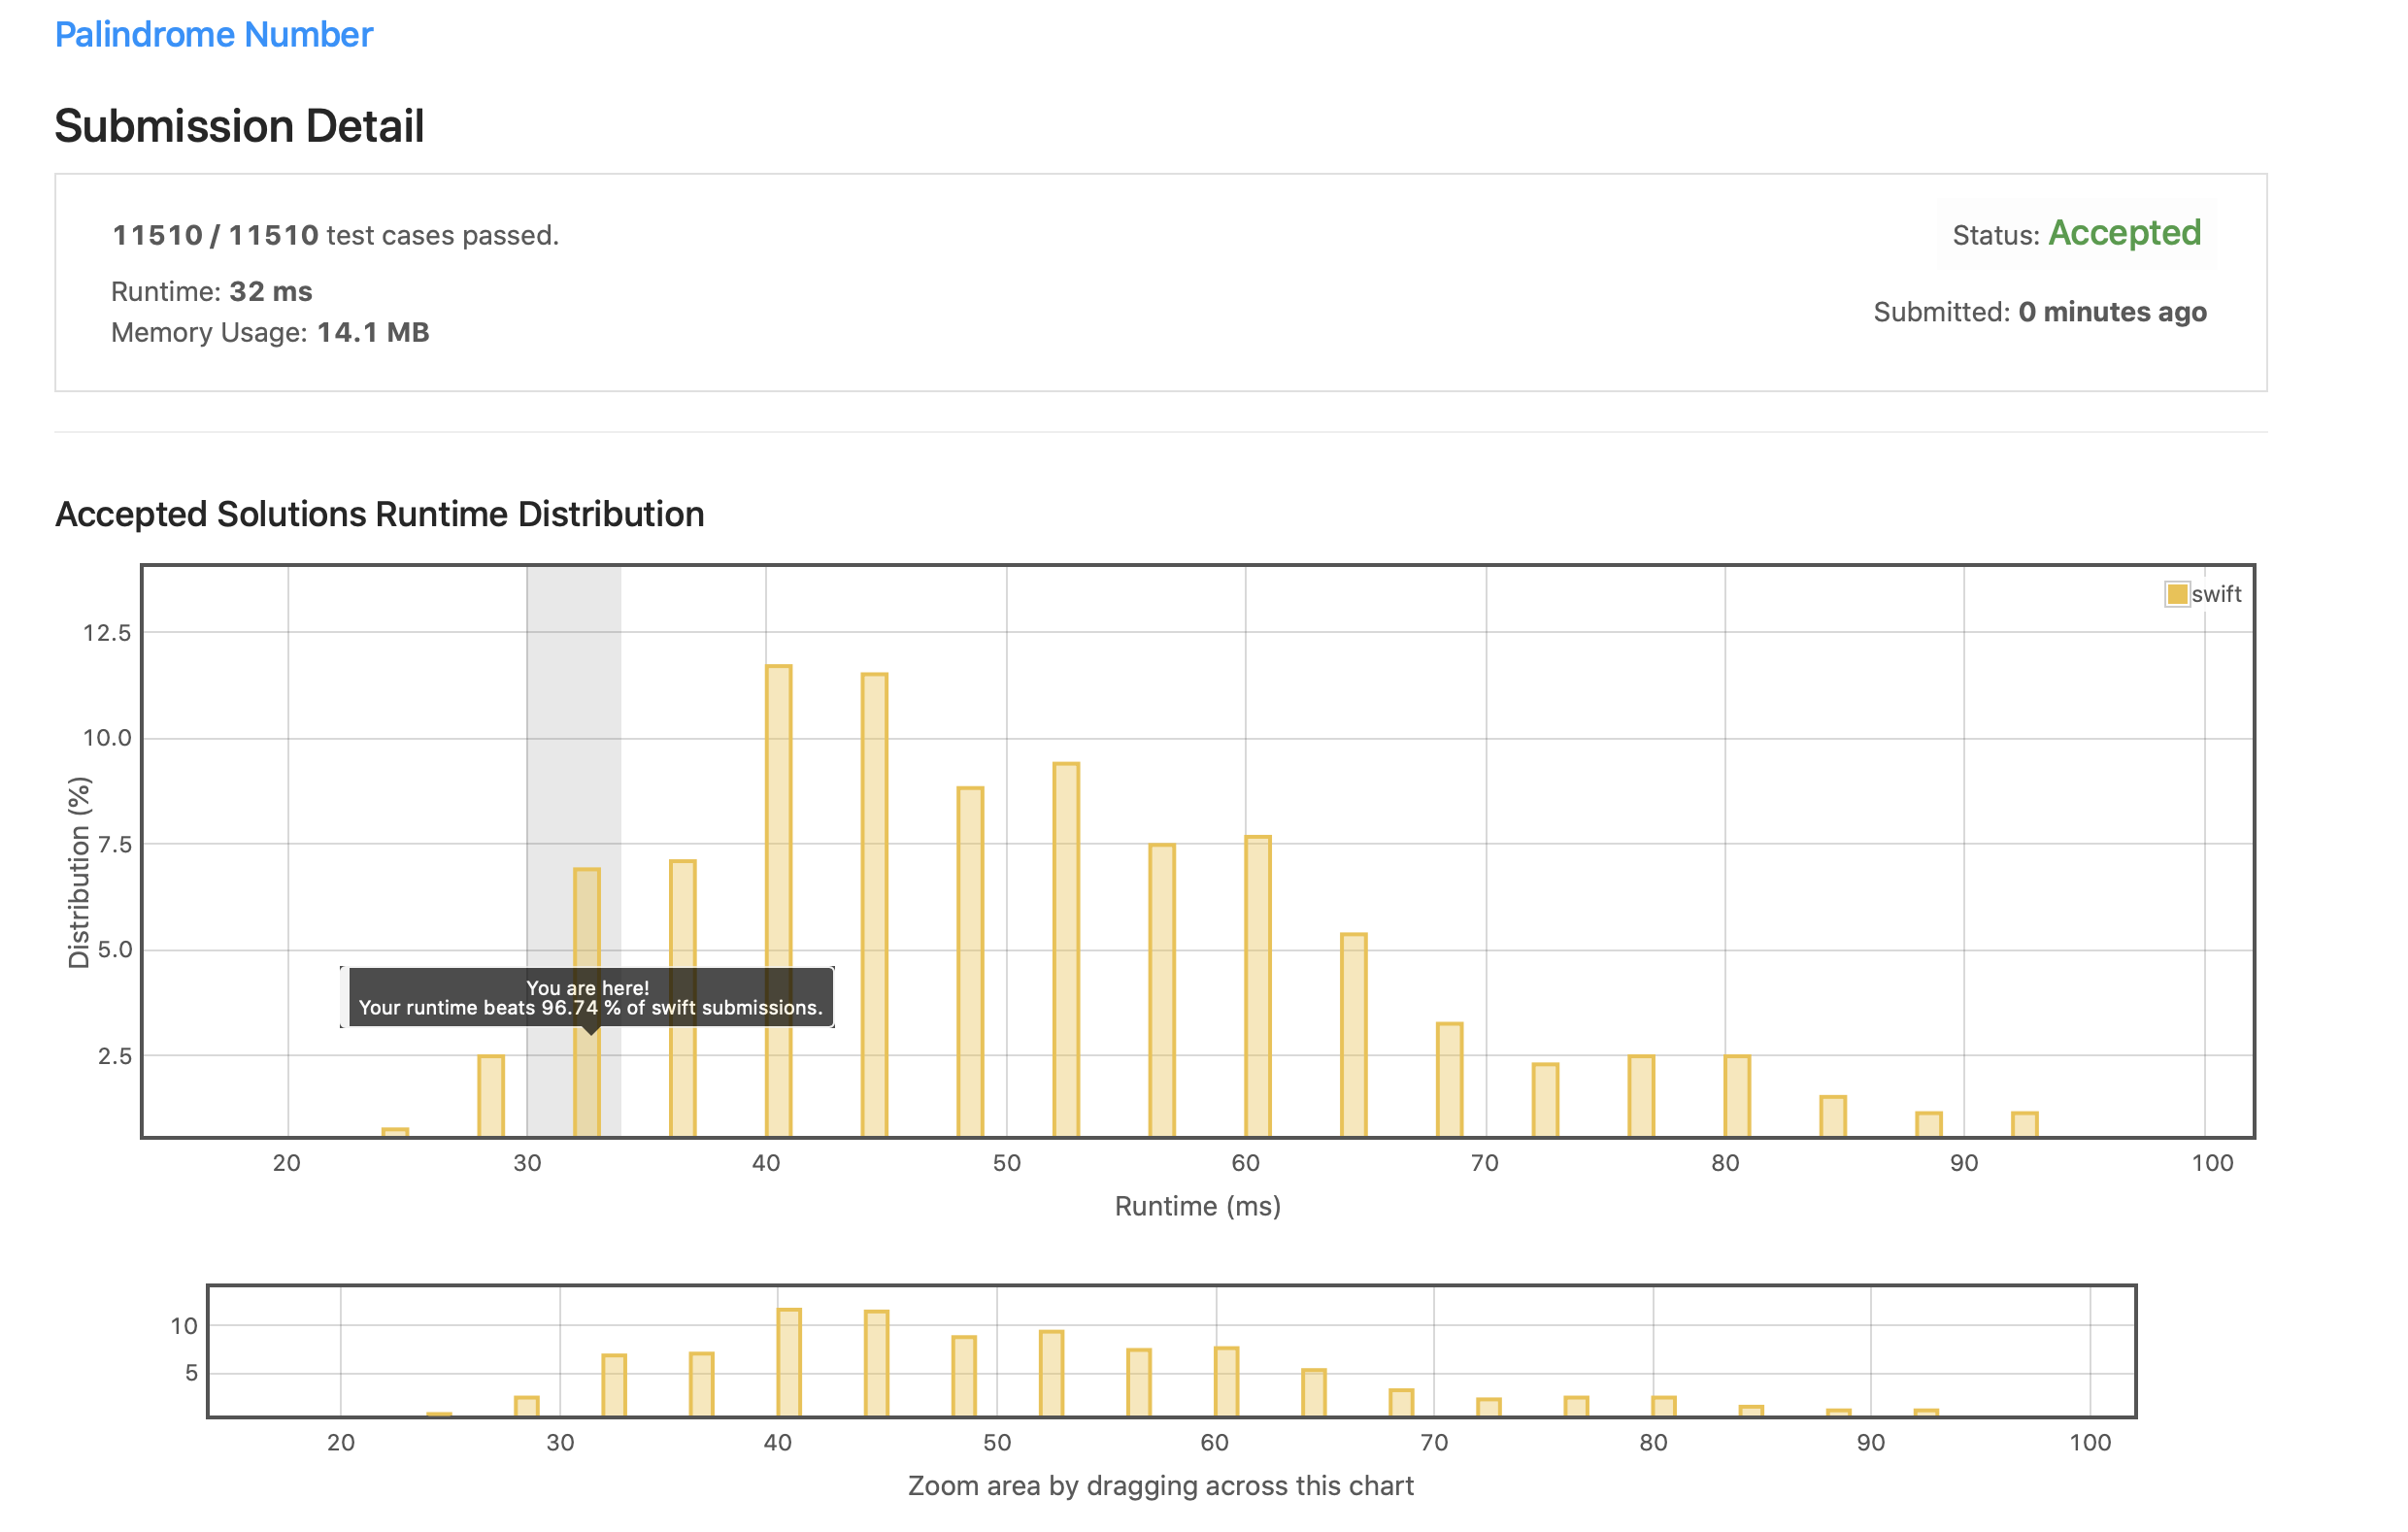 Palindrome Number
Submission Detail
11510 / 11510 test cases passed.
Status: Accepted
Runtime: 32 ms
Submitted: 0 minutes ago
Memory Usage: 14.1 MB
Accepted Solutions Runtime Distribution
swift
12.5
10.0
7.5
5.0
2.5
Distribution (%)
You are here!
Your runtime beats 96.74 % of swift submissions.
20 30 40 50 60 70 80 90 100
Runtime (ms)
10
5
20 30 40 50 60 70 80 90 100
Zoom area by dragging across this chart